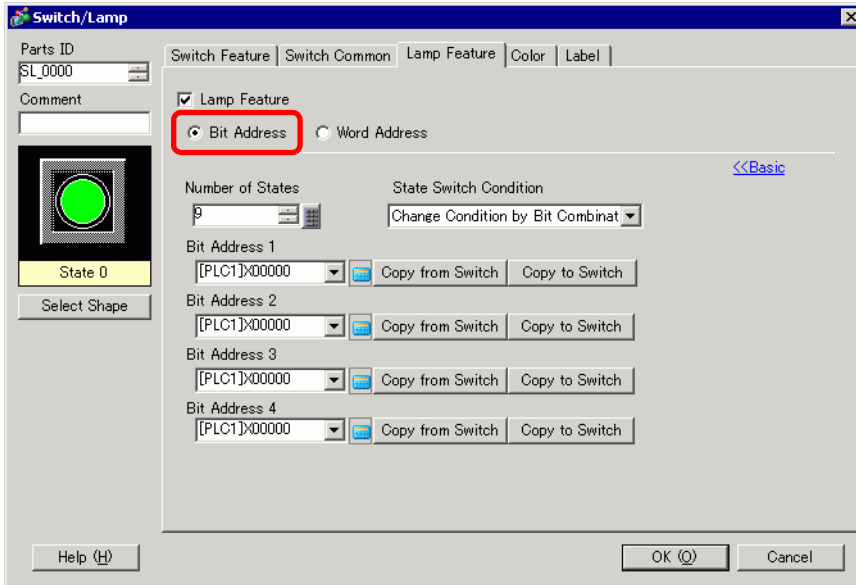 Switch/Lamp
Parts ID
SL_0000
Comment
State 0
Select Shape
Switch Feature Switch Common Lamp Feature Color Label
Lamp Feature
Bit Address Word Address
<<Basic
Number of States State Switch Condition
9 Change Condition by Bit Combinat
Bit Address 1
[PLC1]X00000 Copy from Switch Copy to Switch
Bit Address 2
[PLC1]X00000 Copy from Switch Copy to Switch
Bit Address 3
[PLC1]X00000 Copy from Switch Copy to Switch
Bit Address 4
[PLC1]X00000 Copy from Switch Copy to Switch
Help (H) OK (O) Cancel